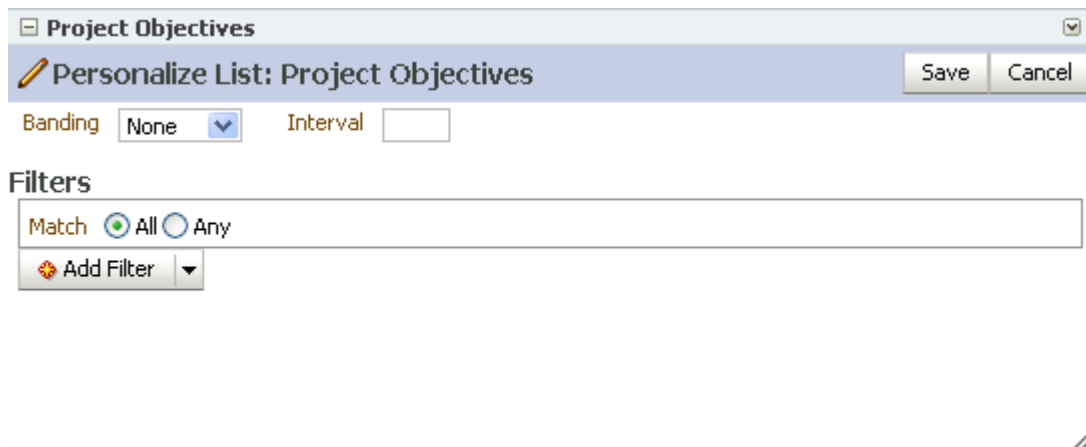 Project Objectives
Personalize List: Project Objectives Save Cancel
Banding None Interval
Filters
Match All Any
Add Filter